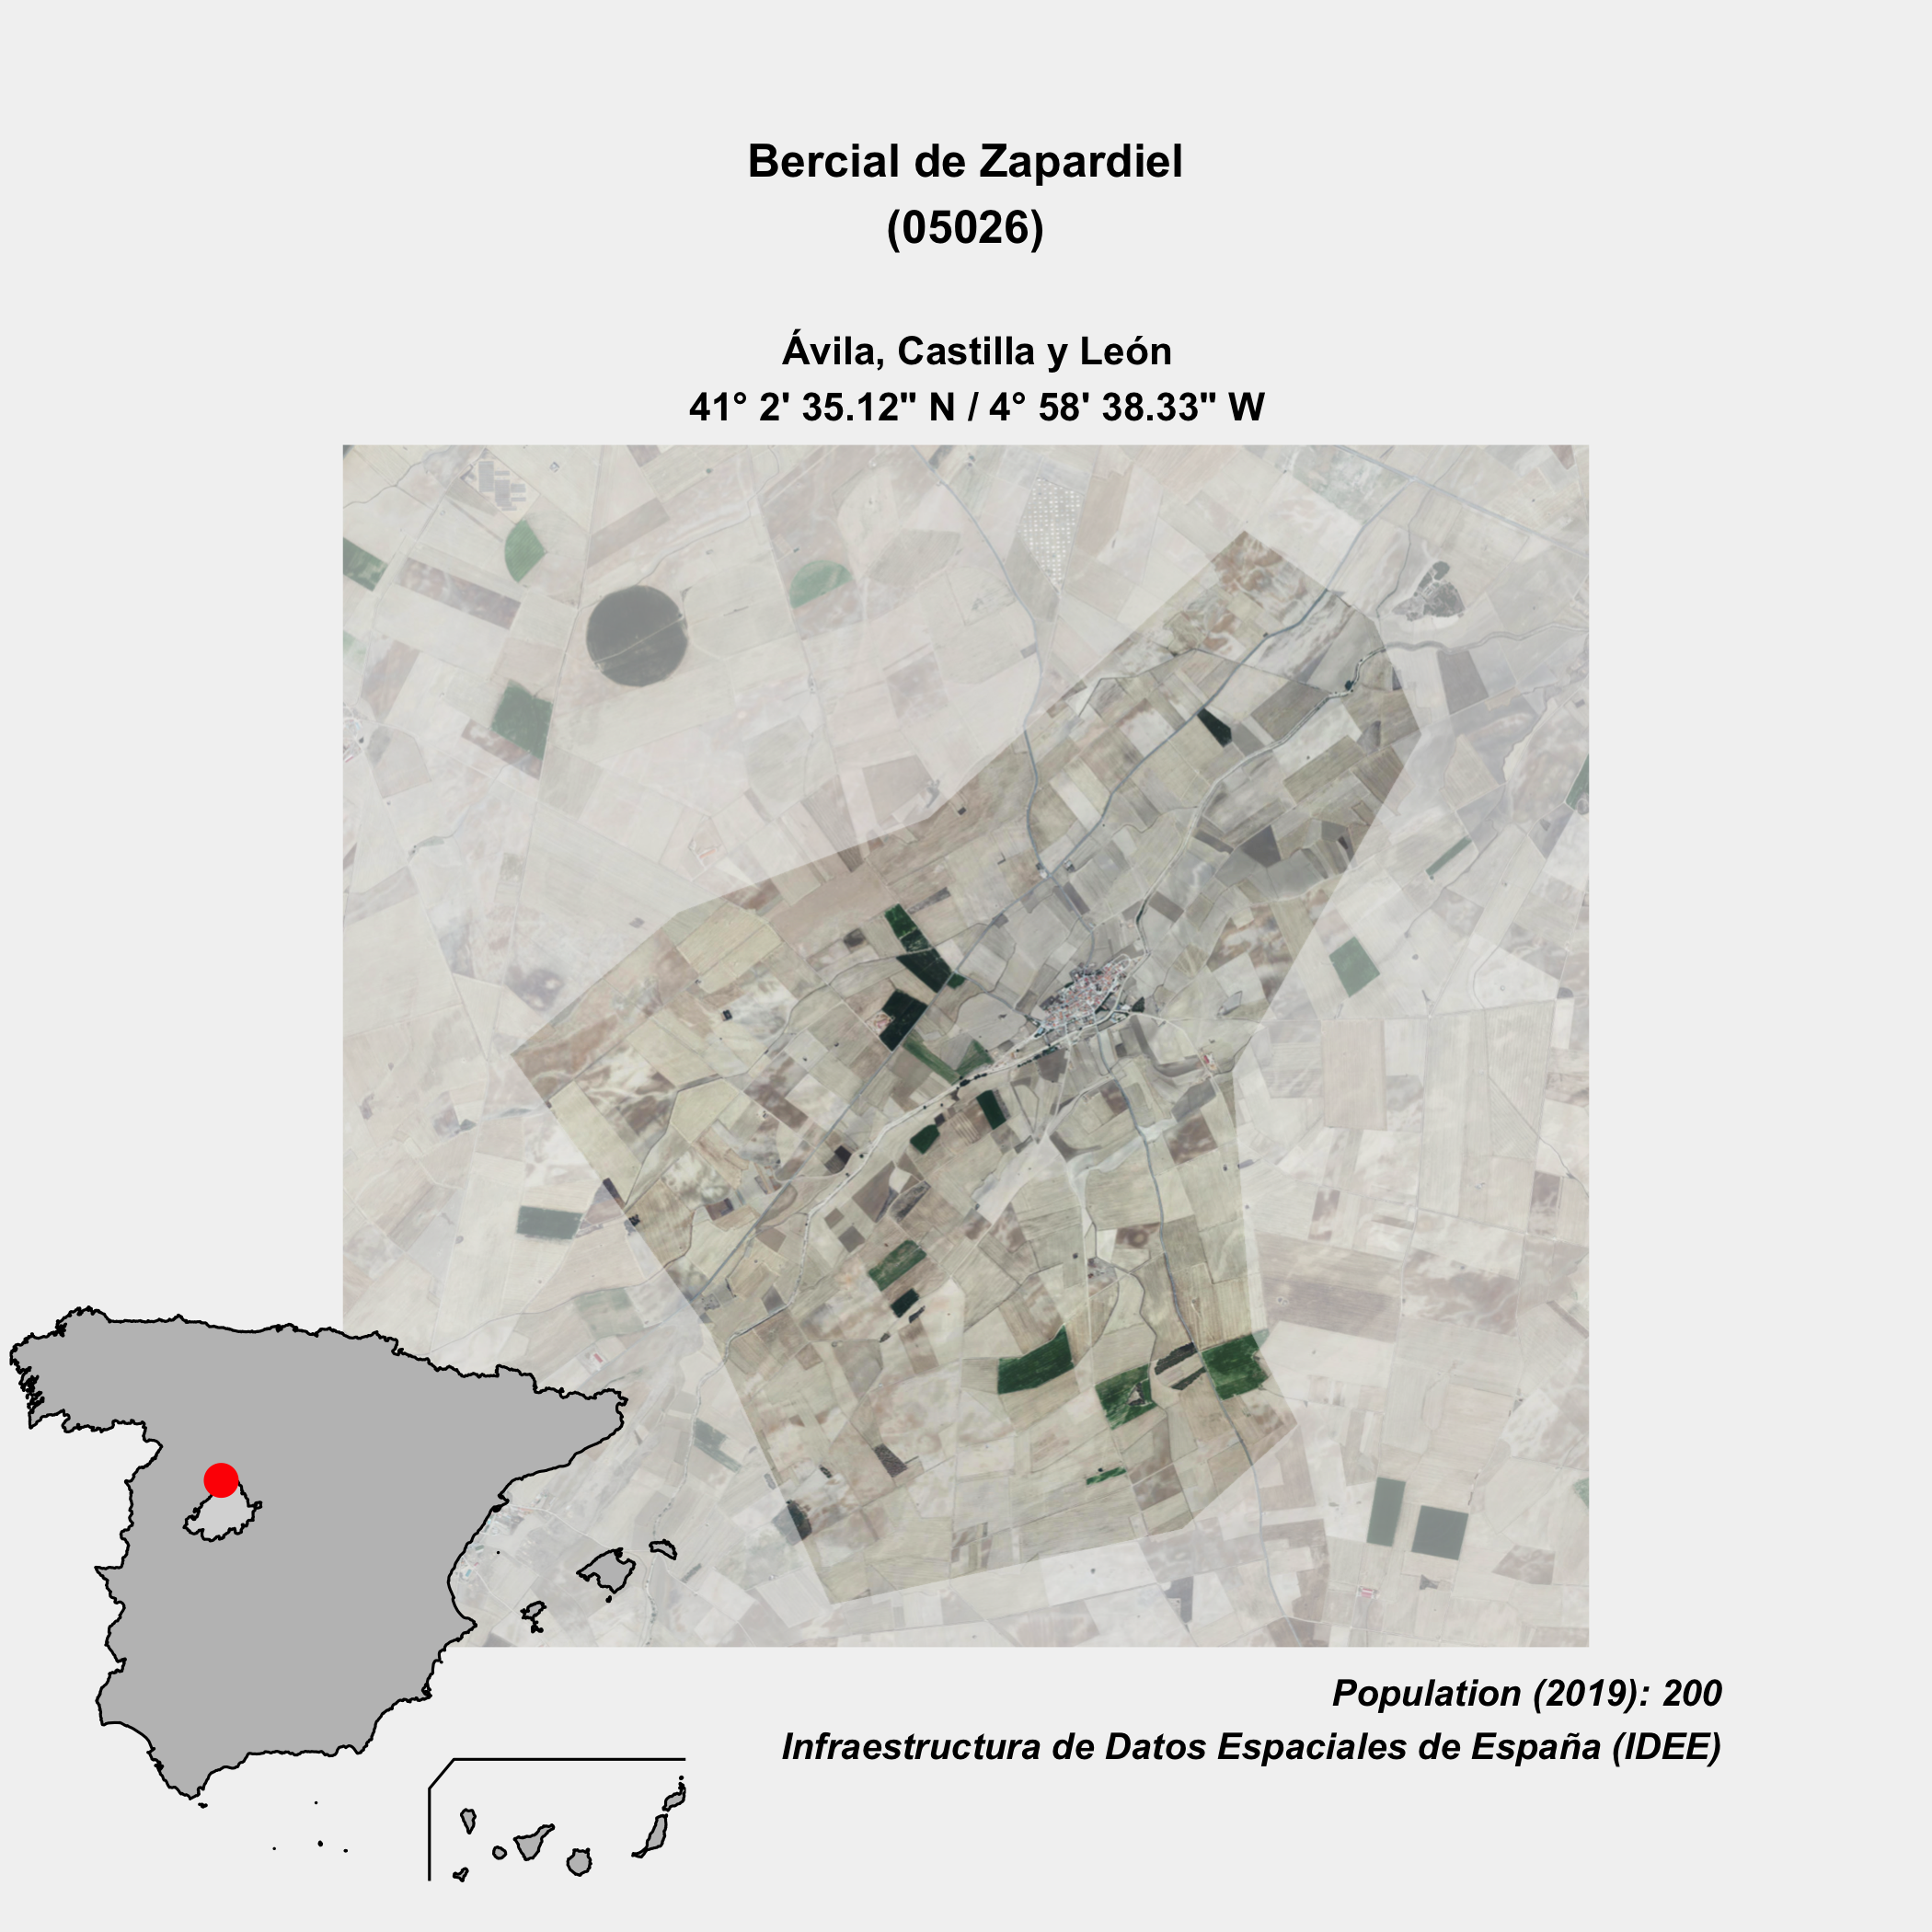 Bercial de Zapardiel
(05026)
Ávila, Castilla y León
41° 2' 35.12" N / 4° 58' 38.33" W
Population (2019): 200
Infraestructura de Datos Espaciales de España (IDEE)